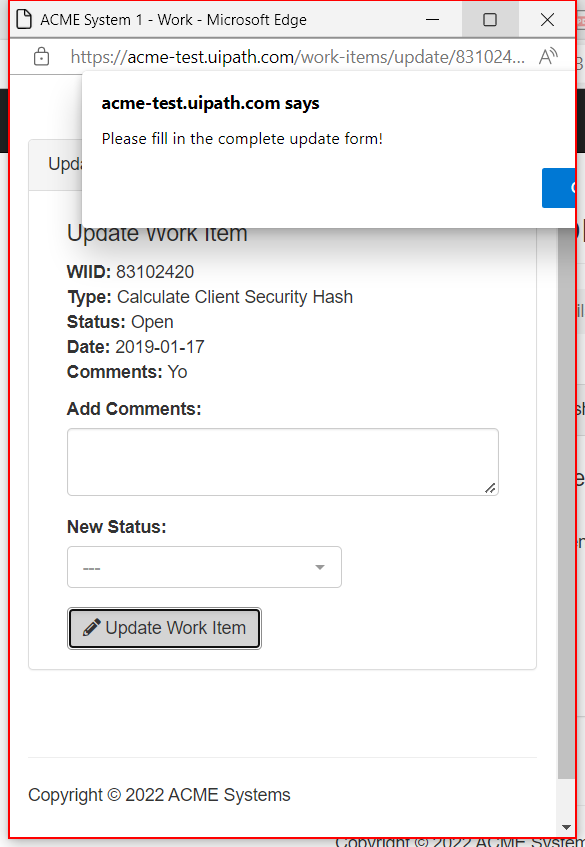 ACME System 1 - Work - Microsoft Edge
https://acme-test.uipath.com/work-items/update/831024...
acme-test.uipath.com says
Please fill in the complete update form!
Update Work Item
WIID: 83102420
Type: Calculate Client Security Hash
Status: Open
Date: 2019-01-17
Comments: Yo
Add Comments:
New Status:
---
Update Work Item
Copyright © 2022 ACME Systems
Copyright © 2022 ACME System